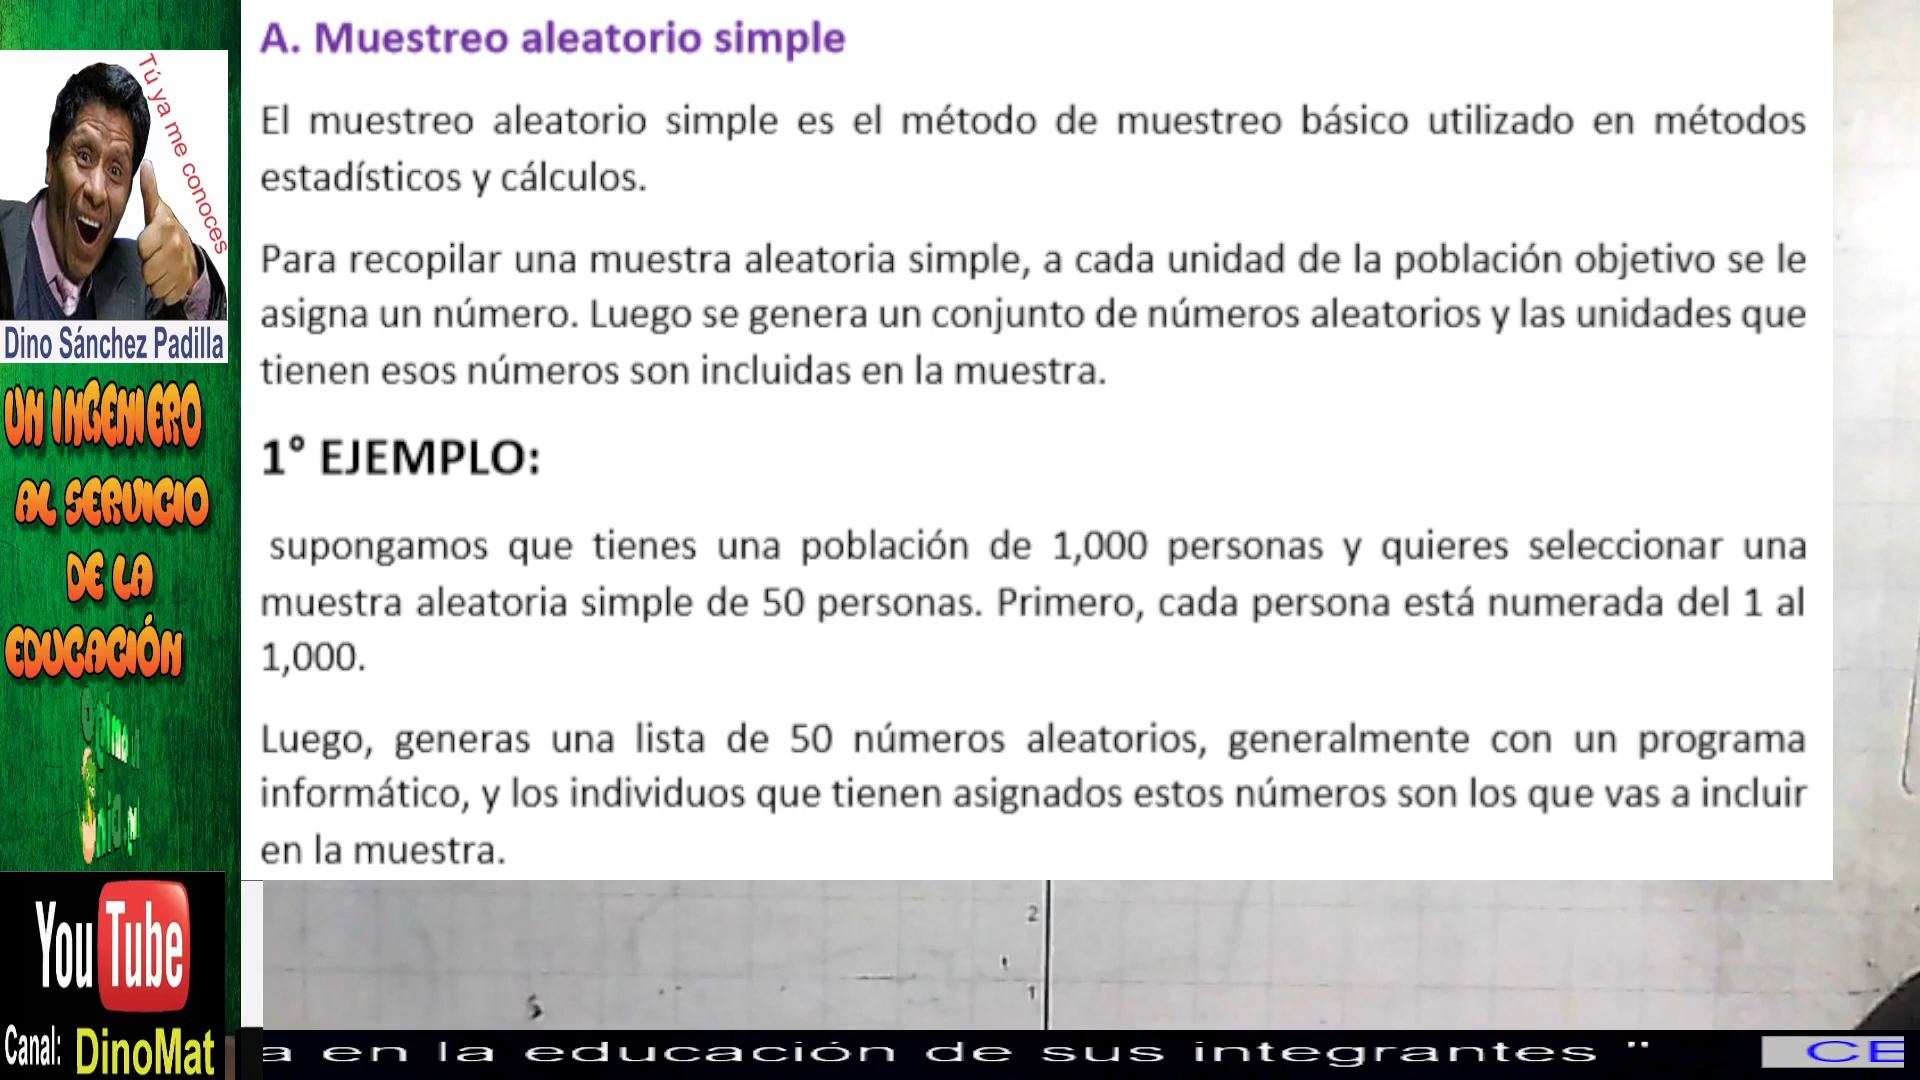 Tú ya me conoces
Dino Sánchez Padilla
UN INGENIERO
AL SERVICIO
DE LA
EDUCACIÓN
You Tube
Canal: DinoMat
A. Muestreo aleatorio simple
El muestreo aleatorio simple es el método de muestreo básico utilizado en métodos
estadísticos y cálculos.
Para recopilar una muestra aleatoria simple, a cada unidad de la población objetivo se le
asigna un número. Luego se genera un conjunto de números aleatorios y las unidades que
tienen esos números son incluidas en la muestra.
1° EJEMPLO:
supongamos que tienes una población de 1,000 personas y quieres seleccionar una
muestra aleatoria simple de 50 personas. Primero, cada persona está numerada del 1 al
1,000.
Luego, generas una lista de 50 números aleatorios, generalmente con un programa
informático, y los individuos que tienen asignados estos números son los que vas a incluir
en la muestra.
2
1
a en la educación de sus integrantes " CE